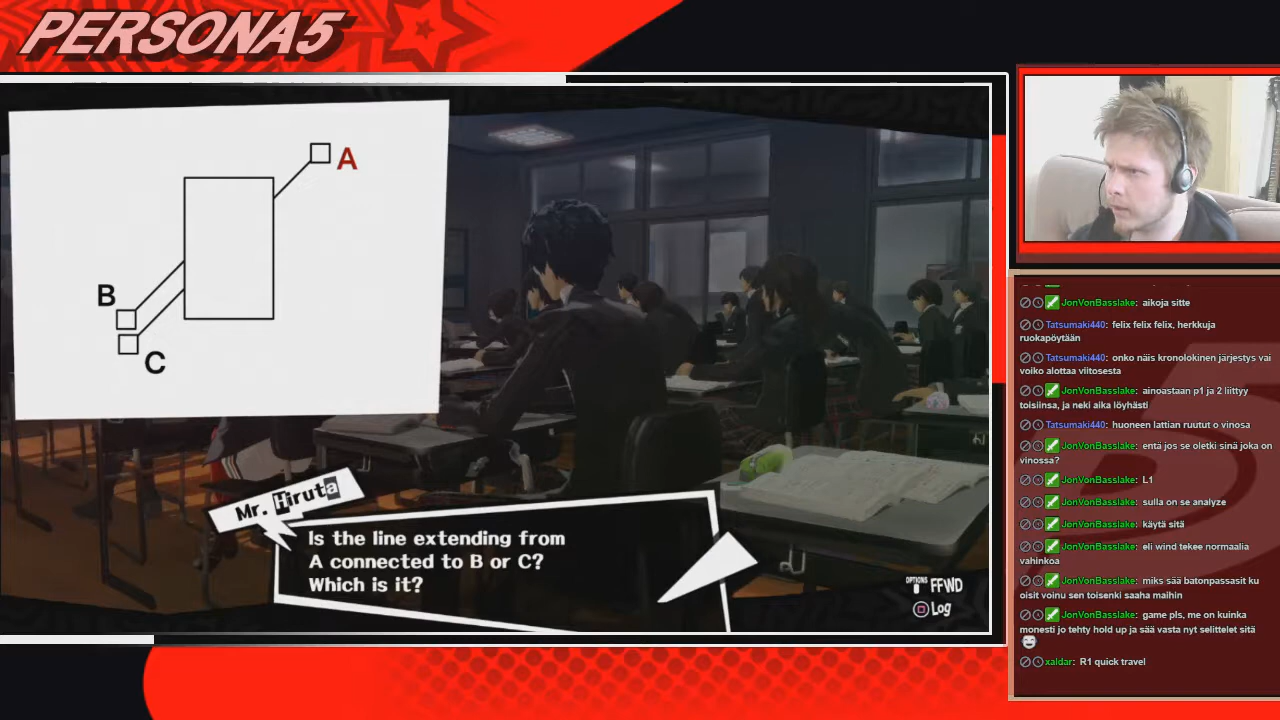 PERSONA5
A
B
C
Mr. Hiruta
Is the line extending from
A connected to B or C?
Which is it?
OPTIONS FFWD
Log
JonVonBasslake: aikoja sitte
Tatsumaki440: felix felix felix, herkkuja
ruokapöytään
Tatsumaki440: onko näis kronolokinen järjestys vai
voiko alottaa viitosesta
JonVonBasslake: ainoastaan p1 ja 2 liittyy
toisiinsa, ja neki aika löyhästi
Tatsumaki440: huoneen lattian ruutut o vinosa
JonVonBasslake: entä jos se oletki sinä joka on
vinossa?
JonVonBasslake: L1
JonVonBasslake: sulla on se analyze
JonVonBasslake: käytä sitä
JonVonBasslake: eli wind tekee normaalia
vahinkoa
JonVonBasslake: miks sää batonpassasit ku
oisit voinu sen toisenki saaha maihin
JonVonBasslake: game pls, me on kuinka
monesti jo tehty hold up ja sää vasta nyt selittelet sitä
xaldar: R1 quick travel